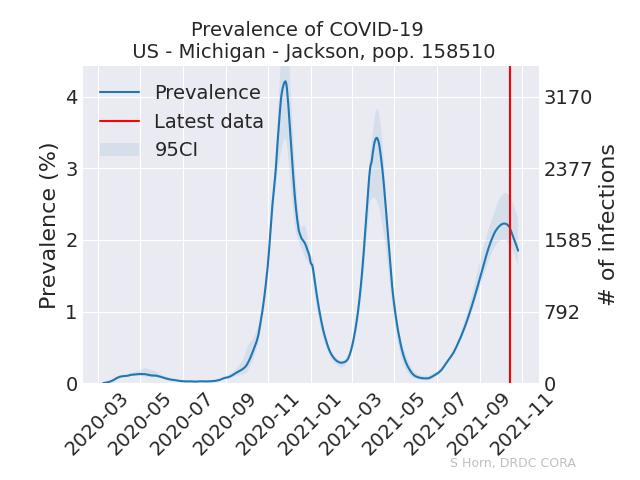 Prevalence of COVID-19
US - Michigan - Jackson, pop. 158510
Prevalence
Latest data
95CI
Prevalence (%)
4
3
2
1
0
3170
2377
1585
792
0
# of infections
2020-03
2020-05
2020-07
2020-09
2020-11
2021-01
2021-03
2021-05
2021-07
2021-09
2021-11
S Horn, DRDC CORA